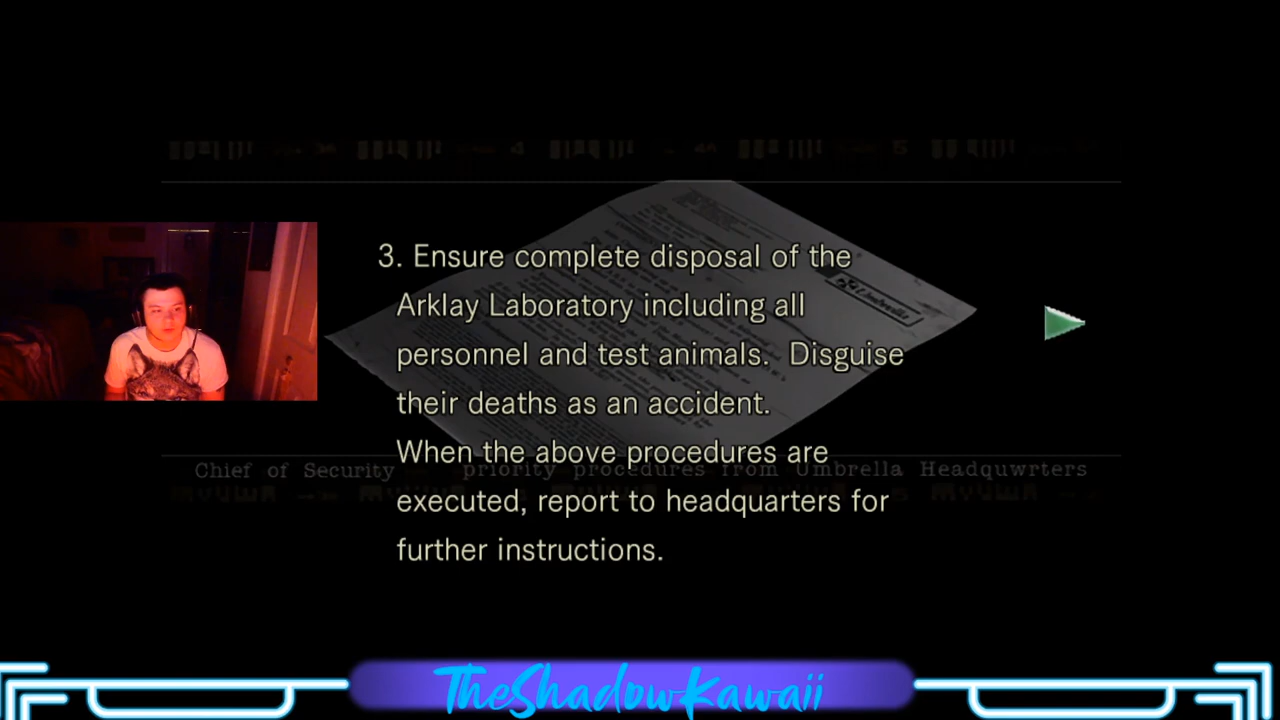 3. Ensure complete disposal of the
Arklay Laboratory including all
personnel and test animals. Disguise
their deaths as an accident.
When the above procedures are
executed, report to headquarters for
further instructions.
Chief of Security priority procedures from Umbrella Headquwrters
TheShadowKawaii